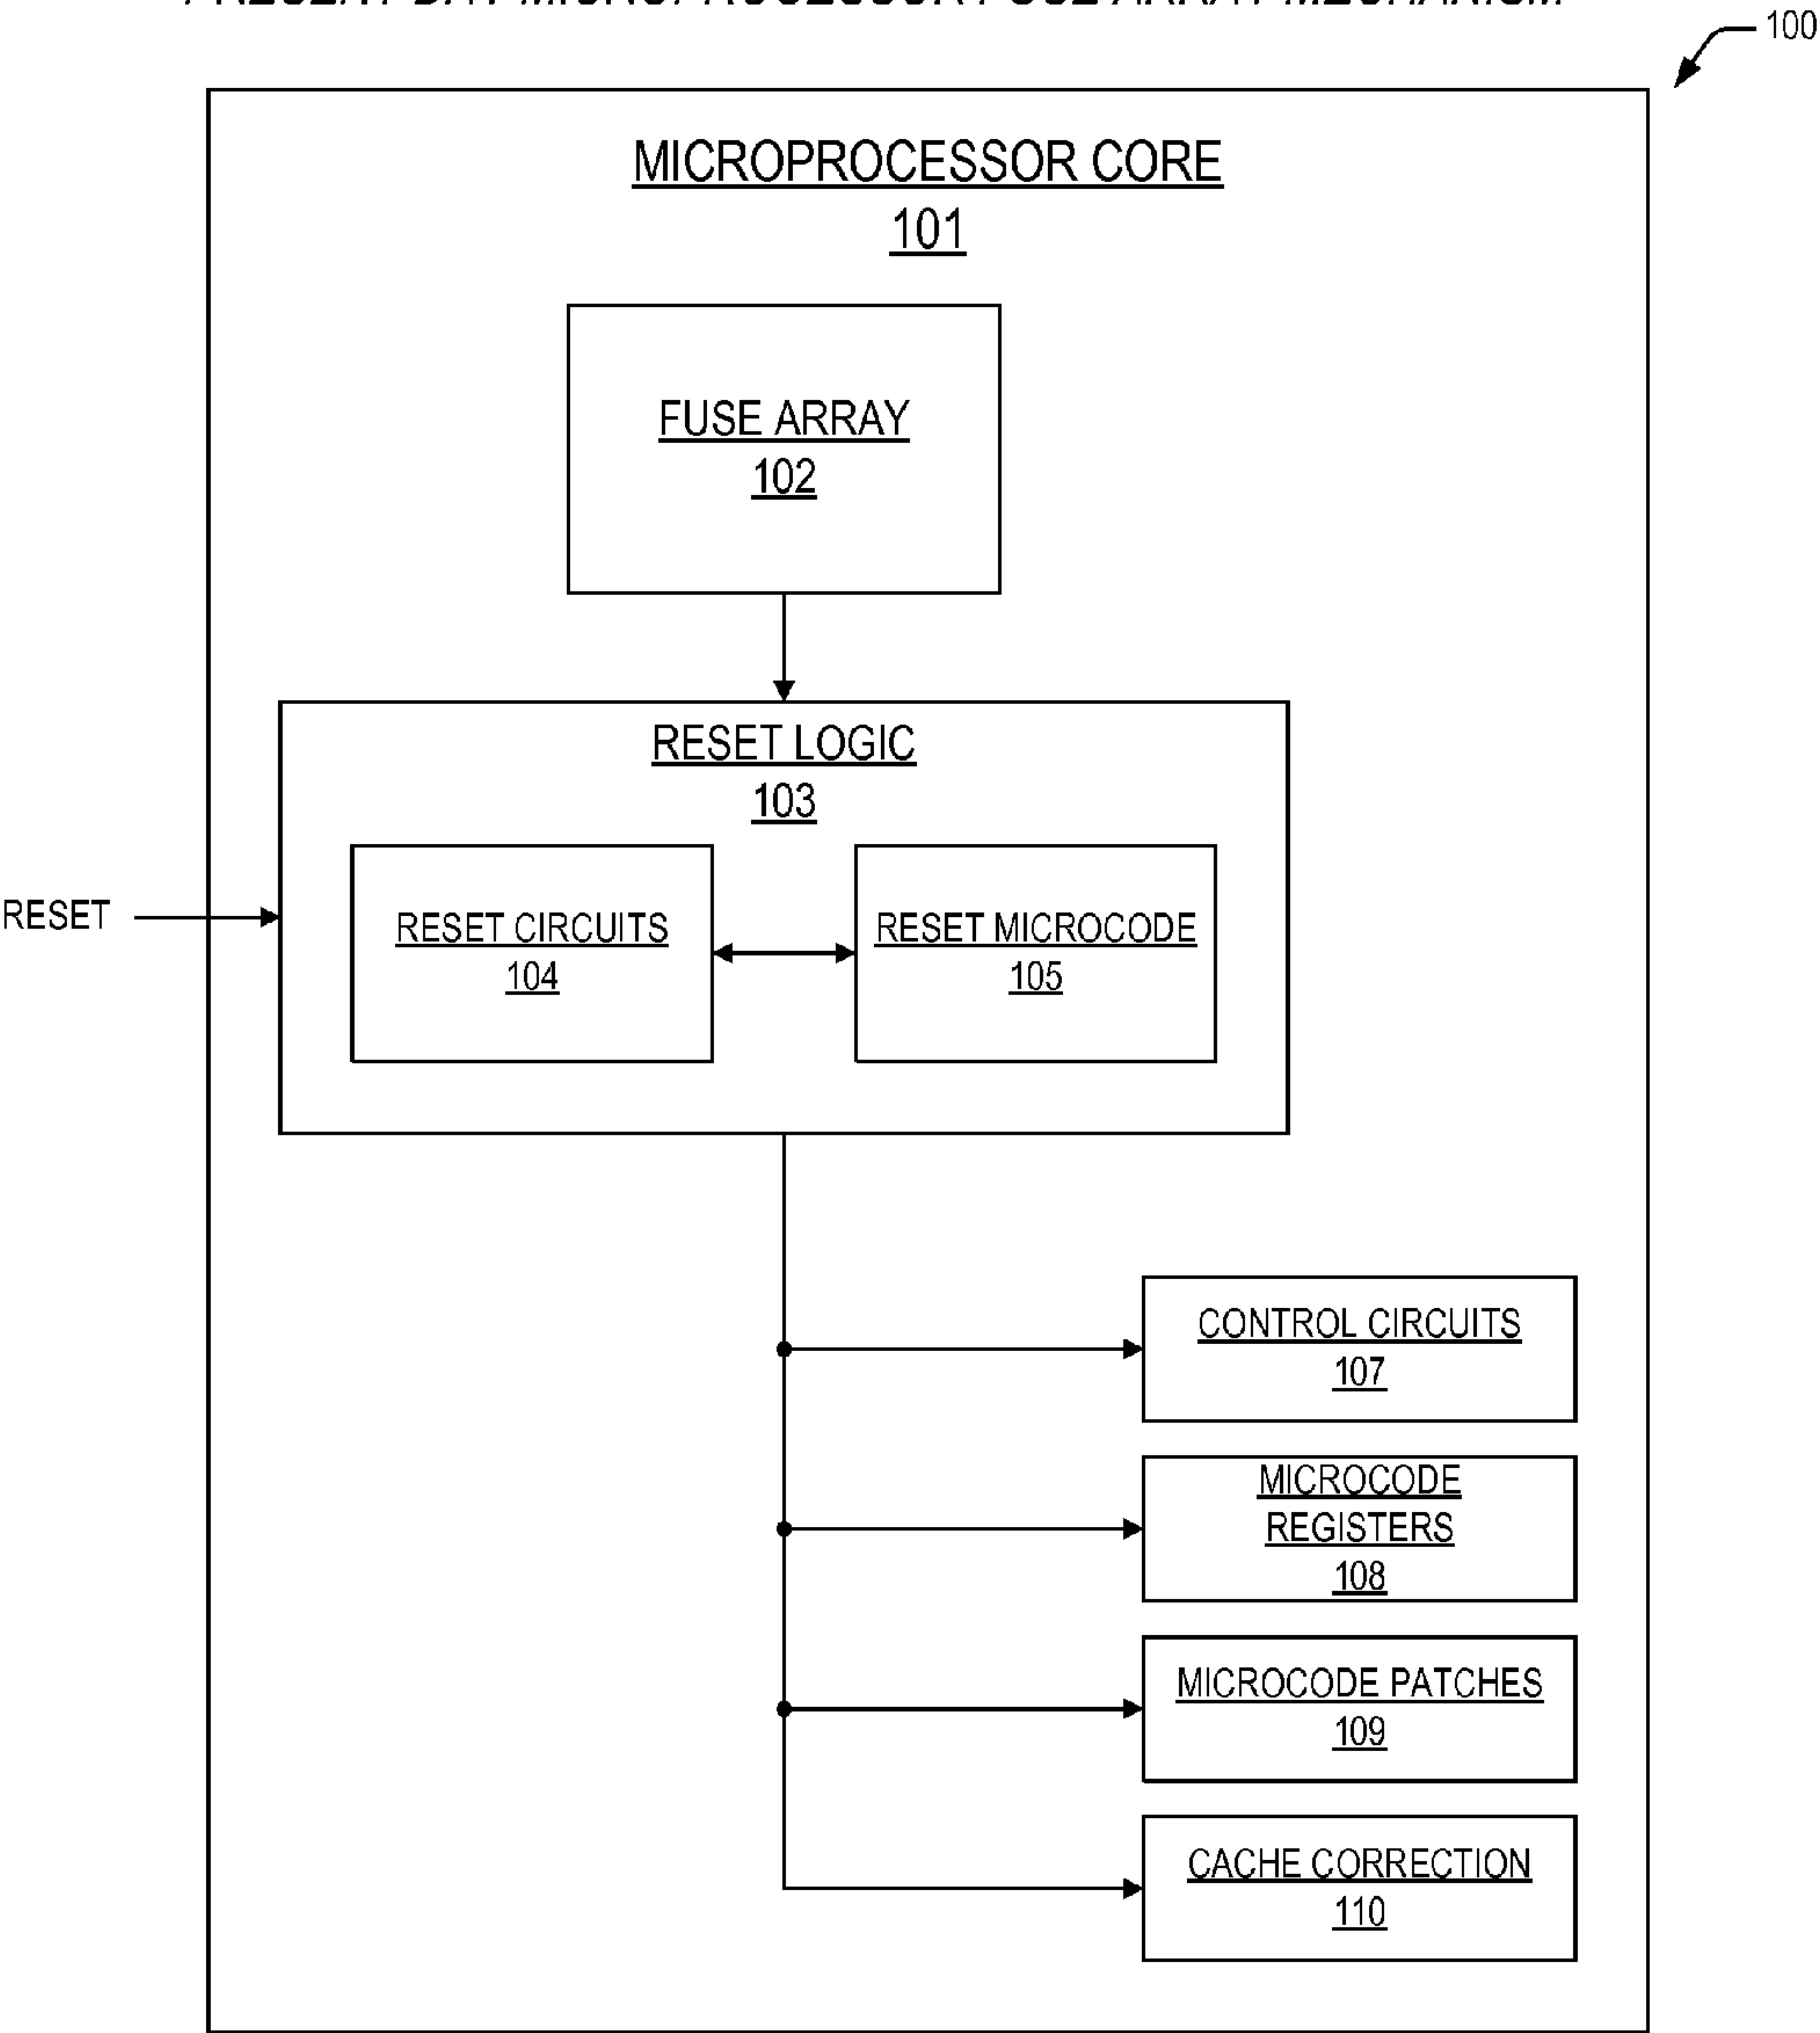 100
MICROPROCESSOR CORE
101
FUSE ARRAY
102
RESET LOGIC
103
RESET
RESET CIRCUITS
104
RESET MICROCODE
105
CONTROL CIRCUITS
107
MICROCODE
REGISTERS
108
MICROCODE PATCHES
109
CACHE CORRECTION
110